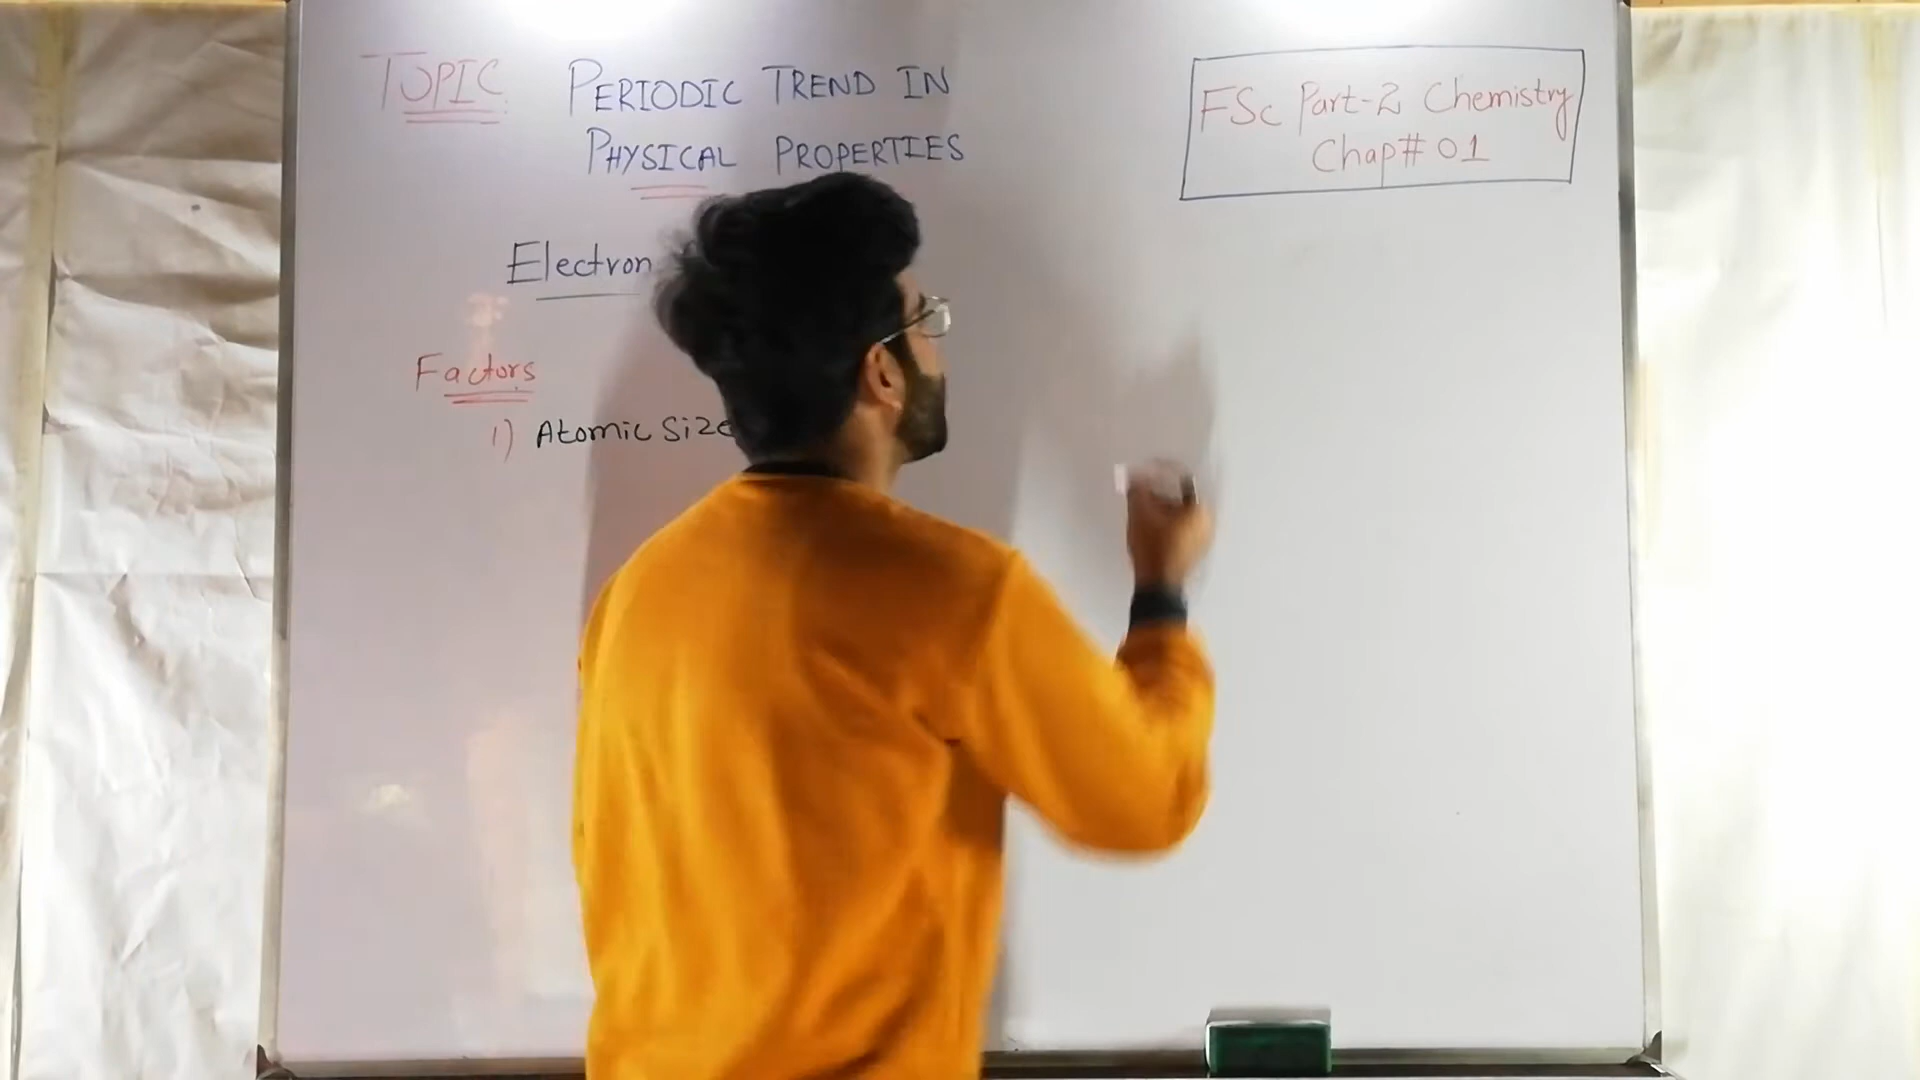 TOPIC PERIODIC TREND IN
PHYSICAL PROPERTIES
FSc Part-2 Chemistry
Chap# 01
Electron
Factors
1) Atomic Size